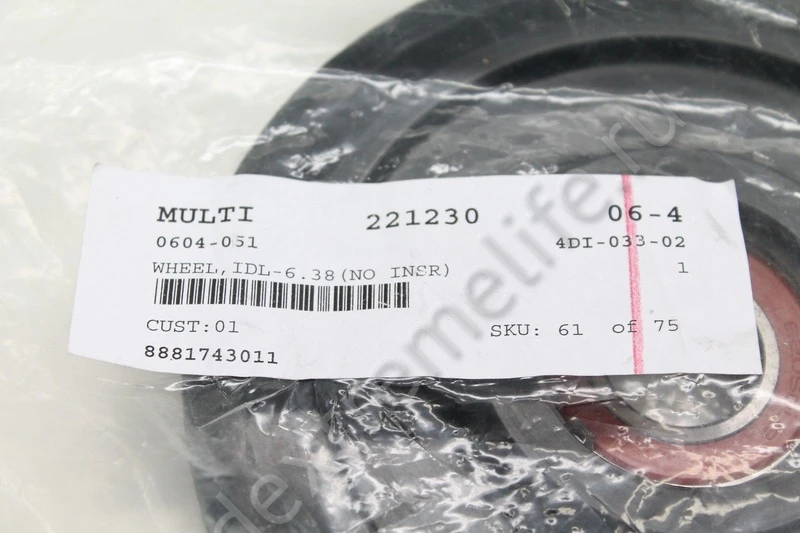 MULTI 221230 06-4
0604-051 4DI-033-02
WHEEL,IDL-6.38(NO INSR) 1
CUST:01 SKU: 61 of 75
8881743011